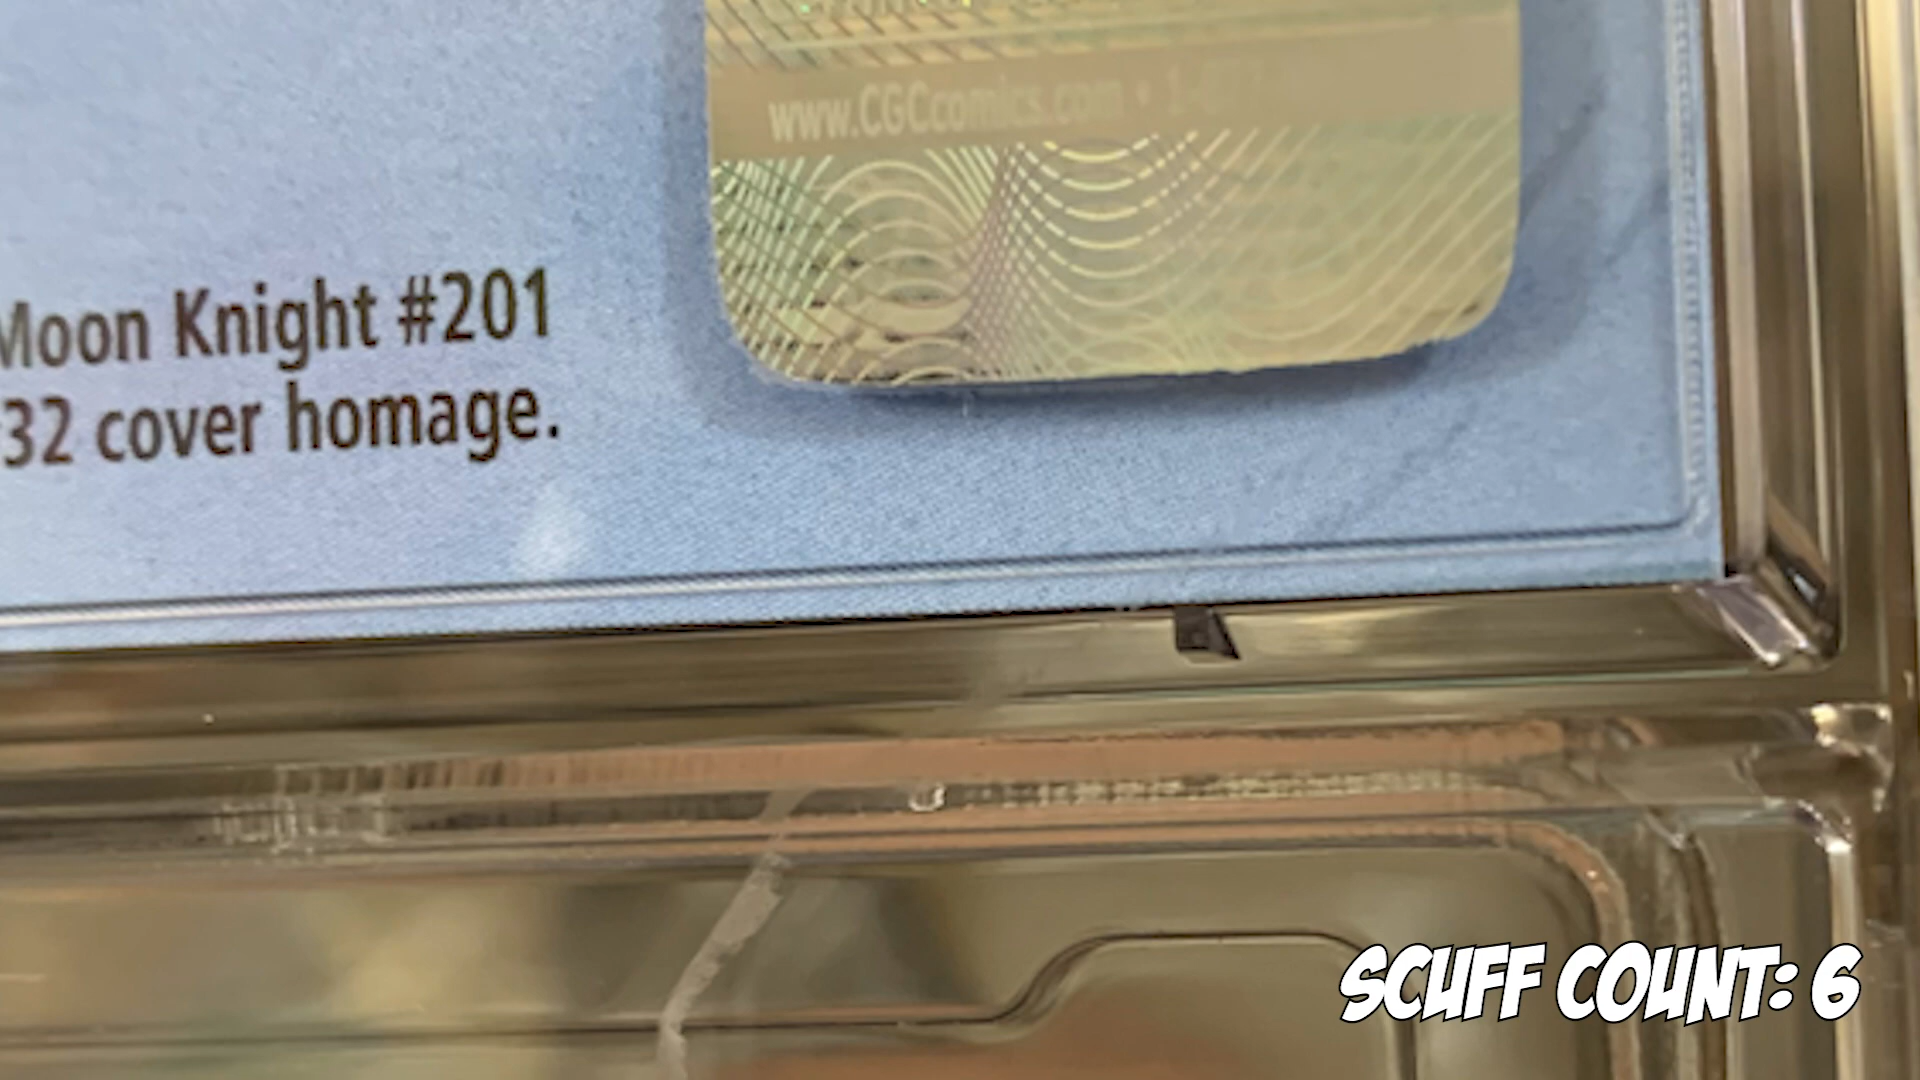 www.CGCcomics.com
Moon Knight #201
32 cover homage.
SCUFF COUNT: 6